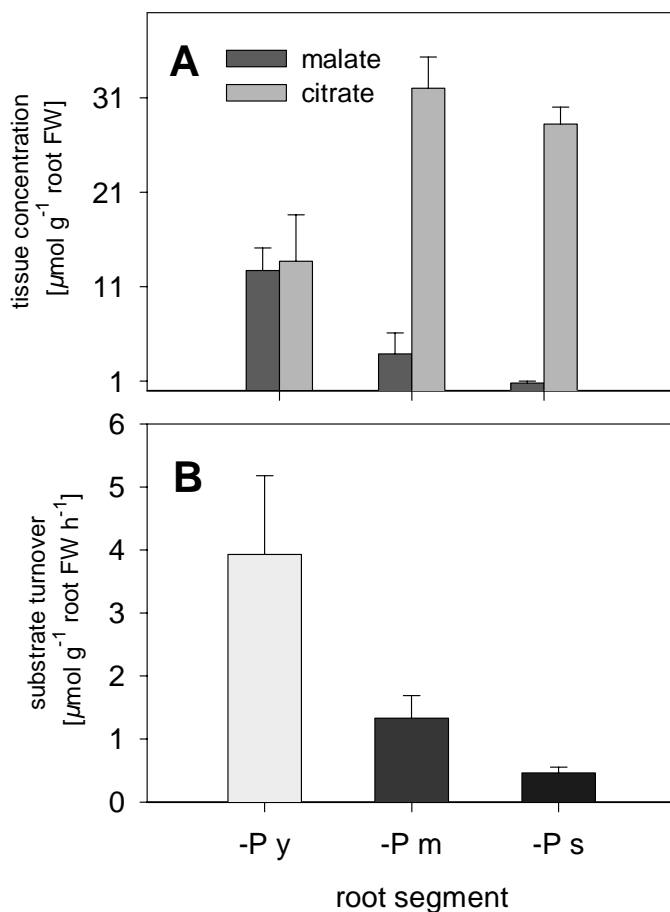 A
malate
citrate
tissue concentration
[µmol g⁻¹ root FW]
31
21
11
1
B
substrate turnover
[µmol g⁻¹ root FW h⁻¹]
6
5
4
3
2
1
0
-P y -P m -P s
root segment